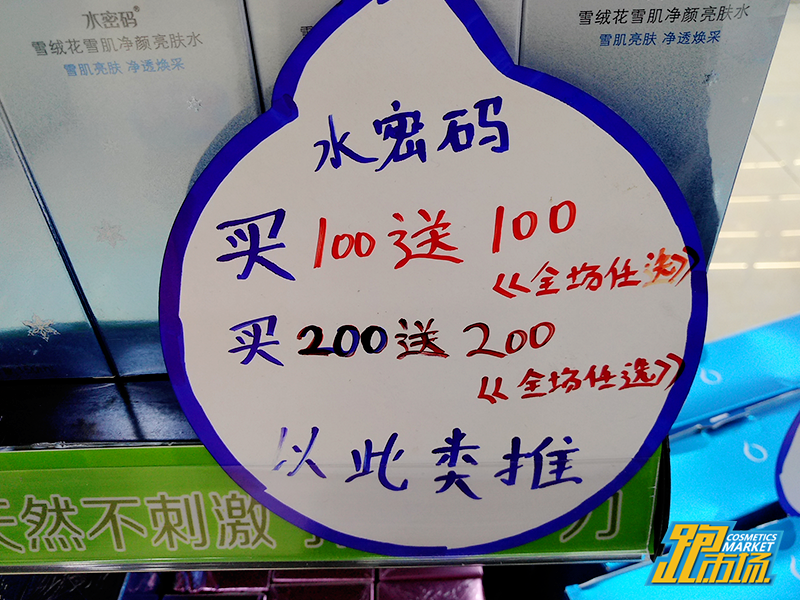 水密码®
雪绒花雪肌净颜亮肤水
雪肌亮肤 净透焕采
雪绒花雪肌净颜亮肤水
雪肌亮肤 净透焕采
水密码
买100送100
《全场任选》
买200送200
《全场任选》
以此类推
天然不刺激
力
跑市场
COSMETICS
MARKET